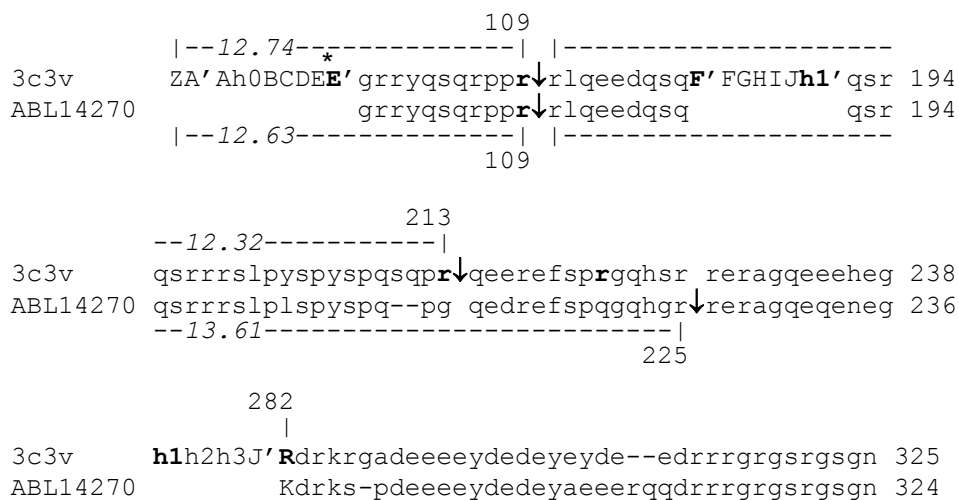 109
|--12.74--------------| |---------------------
*
3c3v ZA’Ah0BCDEE’grryqsqrppr↓rlqeedqsqF’FGHIJh1’qsr 194
ABL14270 grryqsqrppr↓rlqeedqsq qsr 194
|--12.63--------------| |---------------------
109
213
--12.32-----------|
3c3v qsrrrslpyspyspqsqpr↓qeerefsprgqhsr reragqeeeheg 238
ABL14270 qsrrrslplspyspq--pg qedrefspqgqhgr↓reragqeqeneg 236
--13.61--------------------------|
225
282
|
3c3v h1h2h3J’Rdrkrgadeeeeydedeyeyde--edrrrgrgsrgsgn 325
ABL14270 Kdrks-pdeeeeydedeyaeeerqqdrrrgrgsrgsgn 324